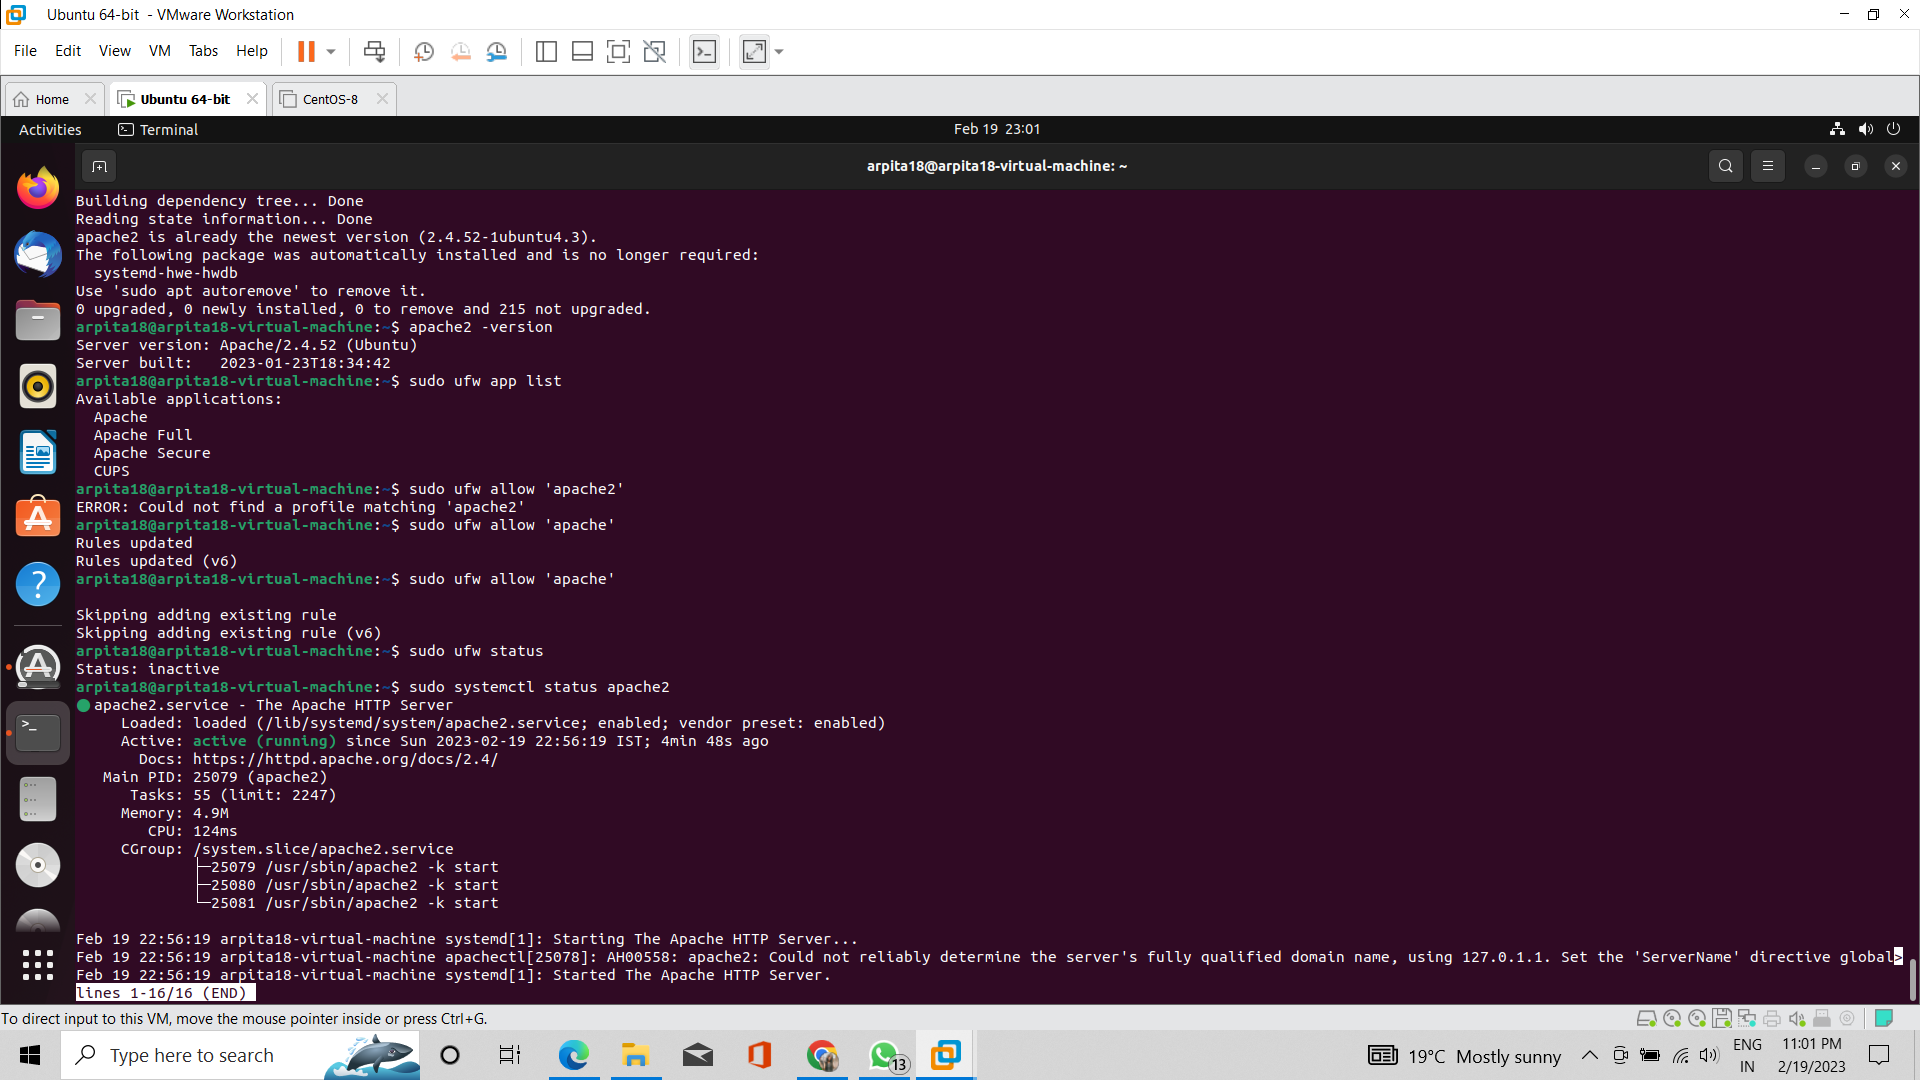 Ubuntu 64-bit - VMware Workstation
File Edit View VM Tabs Help
Home Ubuntu 64-bit CentOS-8
Activities Terminal Feb 19 23:01
arpita18@arpita18-virtual-machine: ~
Building dependency tree... Done
Reading state information... Done
apache2 is already the newest version (2.4.52-1ubuntu4.3).
The following package was automatically installed and is no longer required:
  systemd-hwe-hwdb
Use 'sudo apt autoremove' to remove it.
0 upgraded, 0 newly installed, 0 to remove and 215 not upgraded.
arpita18@arpita18-virtual-machine:~$ apache2 -version
Server version: Apache/2.4.52 (Ubuntu)
Server built:   2023-01-23T18:34:42
arpita18@arpita18-virtual-machine:~$ sudo ufw app list
Available applications:
  Apache
  Apache Full
  Apache Secure
  CUPS
arpita18@arpita18-virtual-machine:~$ sudo ufw allow 'apache2'
ERROR: Could not find a profile matching 'apache2'
arpita18@arpita18-virtual-machine:~$ sudo ufw allow 'apache'
Rules updated
Rules updated (v6)
arpita18@arpita18-virtual-machine:~$ sudo ufw allow 'apache'
Skipping adding existing rule
Skipping adding existing rule (v6)
arpita18@arpita18-virtual-machine:~$ sudo ufw status
Status: inactive
arpita18@arpita18-virtual-machine:~$ sudo systemctl status apache2
● apache2.service - The Apache HTTP Server
     Loaded: loaded (/lib/systemd/system/apache2.service; enabled; vendor preset: enabled)
     Active: active (running) since Sun 2023-02-19 22:56:19 IST; 4min 48s ago
       Docs: https://httpd.apache.org/docs/2.4/
   Main PID: 25079 (apache2)
      Tasks: 55 (limit: 2247)
     Memory: 4.9M
        CPU: 124ms
     CGroup: /system.slice/apache2.service
             ├─25079 /usr/sbin/apache2 -k start
             ├─25080 /usr/sbin/apache2 -k start
             └─25081 /usr/sbin/apache2 -k start
Feb 19 22:56:19 arpita18-virtual-machine systemd[1]: Starting The Apache HTTP Server...
Feb 19 22:56:19 arpita18-virtual-machine apachectl[25078]: AH00558: apache2: Could not reliably determine the server's fully qualified domain name, using 127.0.1.1. Set the 'ServerName' directive global>
Feb 19 22:56:19 arpita18-virtual-machine systemd[1]: Started The Apache HTTP Server.
lines 1-16/16 (END)
To direct input to this VM, move the mouse pointer inside or press Ctrl+G.
Type here to search 13 19°C Mostly sunny ENG 11:01 PM
IN 2/19/2023